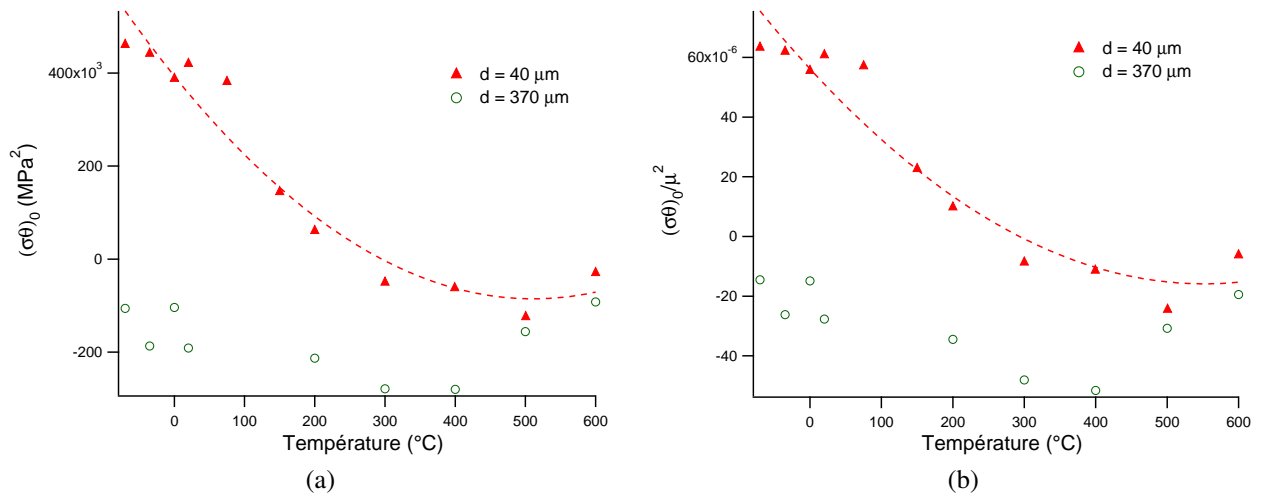 400x10³
200
0
-200
(σθ)₀ (MPa²)
d = 40 μm
d = 370 μm
0 100 200 300 400 500 600
Température (°C)
(a)
60x10⁻⁶
40
20
0
-20
-40
(σθ)₀/μ²
d = 40 μm
d = 370 μm
0 100 200 300 400 500 600
Température (°C)
(b)